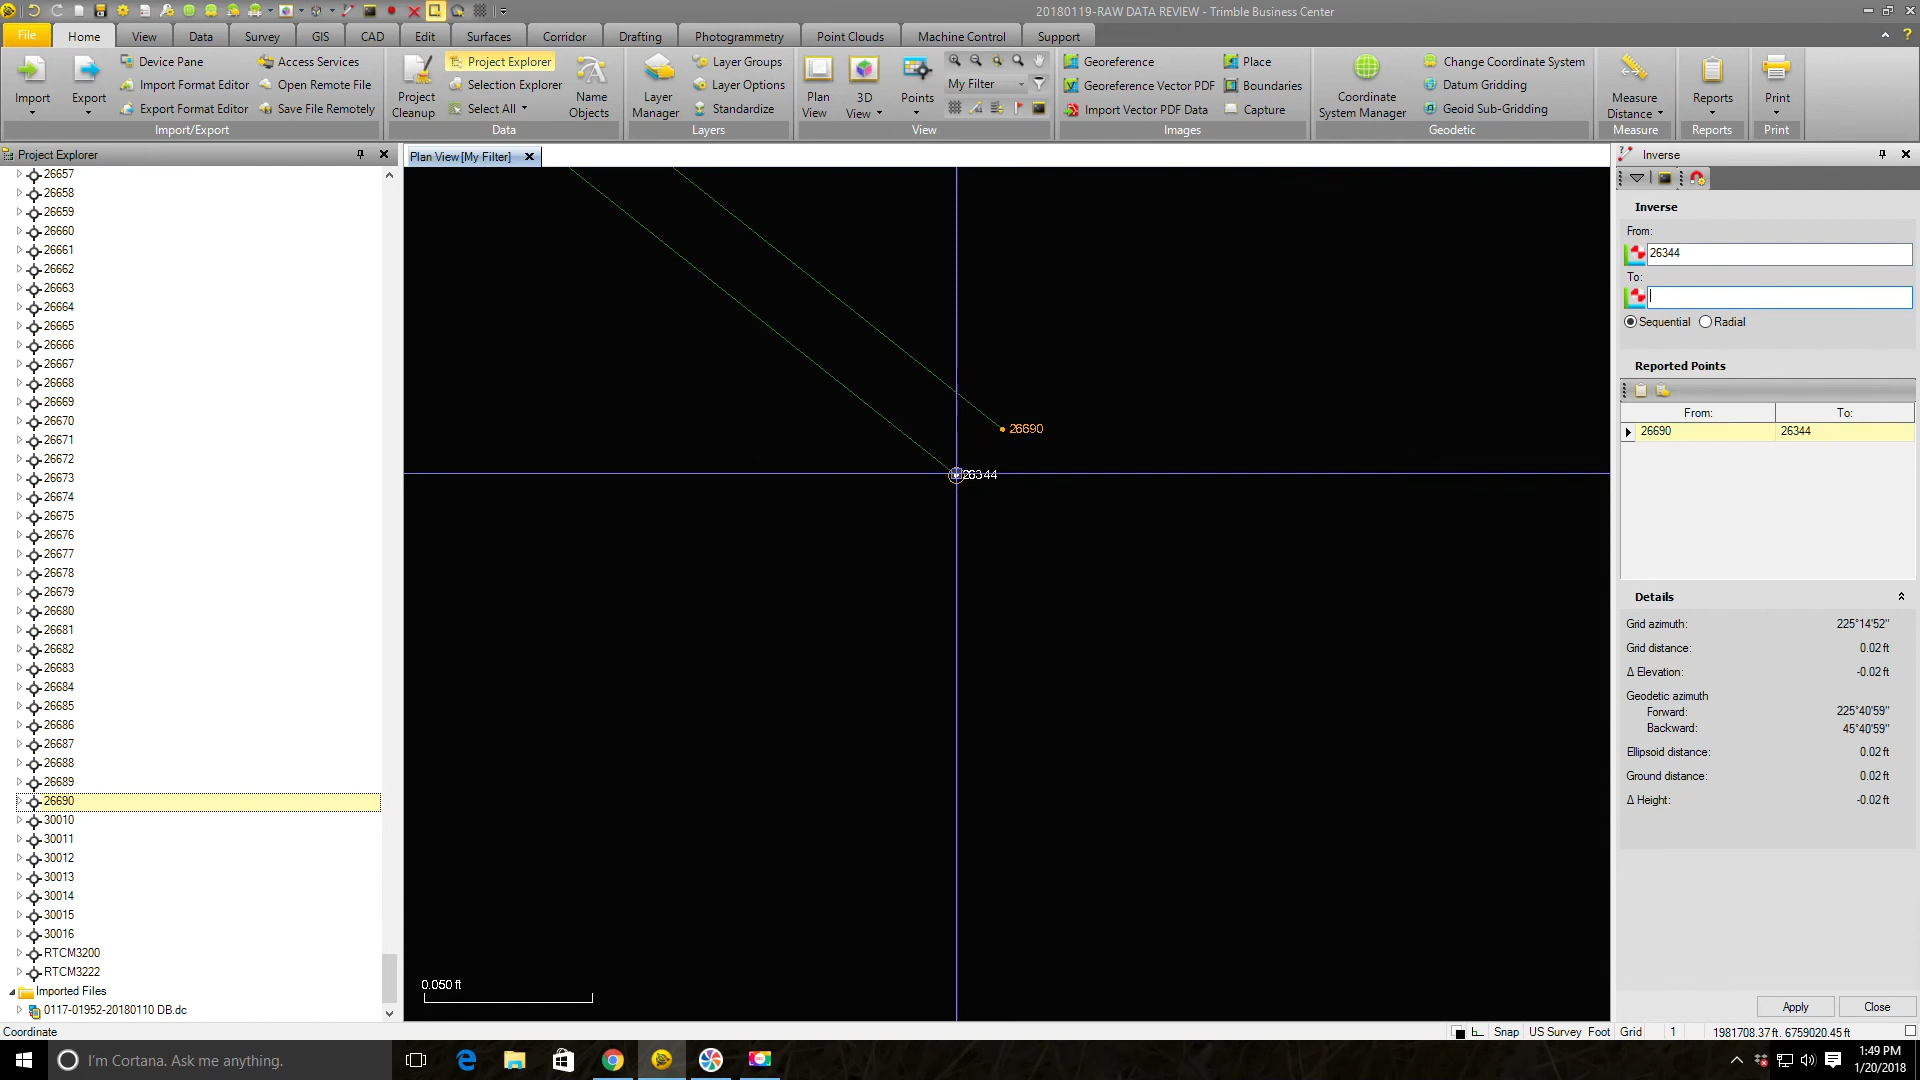 20180119-RAW DATA REVIEW - Trimble Business Center
File Home View Data Survey GIS CAD Edit Surfaces Corridor Drafting Photogrammetry Point Clouds Machine Control Support
Import
Export
Device Pane
Import Format Editor
Export Format Editor
Access Services
Open Remote File
Save File Remotely
Import/Export
Project Cleanup
Project Explorer
Selection Explorer
Select All
Name Objects
Data
Layer Manager
Layer Groups
Layer Options
Standardize
Layers
Plan View
3D View
Points
My Filter
View
Georeference
Georeference Vector PDF
Import Vector PDF Data
Place
Boundaries
Capture
Images
Coordinate System Manager
Change Coordinate System
Datum Gridding
Geoid Sub-Gridding
Geodetic
Measure Distance
Measure
Reports
Reports
Print
Print
Project Explorer
26657
26658
26659
26660
26661
26662
26663
26664
26665
26666
26667
26668
26669
26670
26671
26672
26673
26674
26675
26676
26677
26678
26679
26680
26681
26682
26683
26684
26685
26686
26687
26688
26689
26690
30010
30011
30012
30013
30014
30015
30016
RTCM3200
RTCM3222
Imported Files
0117-01952-20180110 DB.dc
Plan View [My Filter]
26690
26344
0.050 ft
Inverse
Inverse
From:
26344
To:
Sequential Radial
Reported Points
From: To:
26690 26344
Details
Grid azimuth: 225°14'52"
Grid distance: 0.02 ft
Δ Elevation: -0.02 ft
Geodetic azimuth
Forward: 225°40'59"
Backward: 45°40'59"
Ellipsoid distance: 0.02 ft
Ground distance: 0.02 ft
Δ Height: -0.02 ft
Apply Close
Coordinate
Snap US Survey Foot Grid 1 1981708.37 ft. 6759020.45 ft
I'm Cortana. Ask me anything.
1:49 PM
1/20/2018